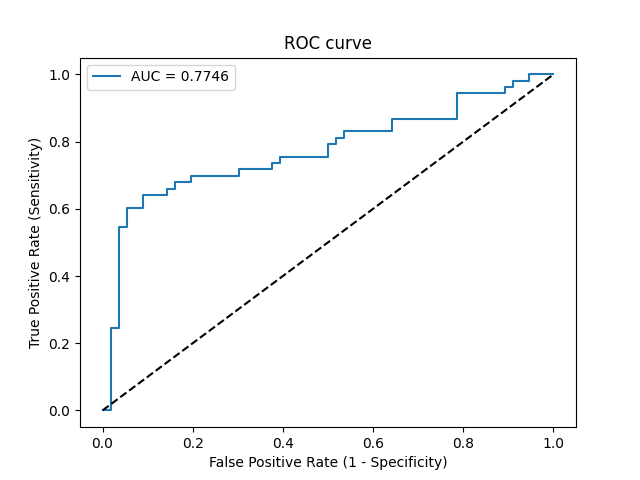 ROC curve
AUC = 0.7746
True Positive Rate (Sensitivity)
1.0
0.8
0.6
0.4
0.2
0.0
0.0 0.2 0.4 0.6 0.8 1.0
False Positive Rate (1 - Specificity)